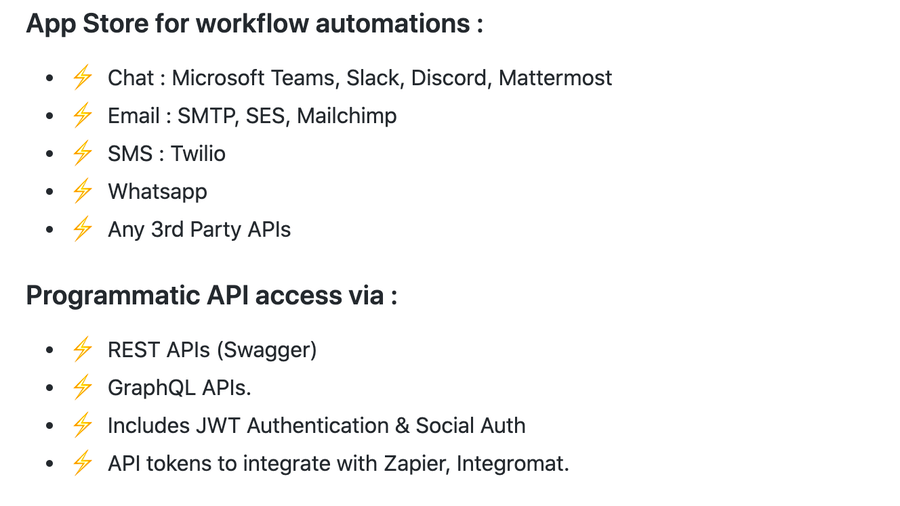 App Store for workflow automations :
• ⚡ Chat : Microsoft Teams, Slack, Discord, Mattermost
• ⚡ Email : SMTP, SES, Mailchimp
• ⚡ SMS : Twilio
• ⚡ Whatsapp
• ⚡ Any 3rd Party APIs
Programmatic API access via :
• ⚡ REST APIs (Swagger)
• ⚡ GraphQL APIs.
• ⚡ Includes JWT Authentication & Social Auth
• ⚡ API tokens to integrate with Zapier, Integromat.